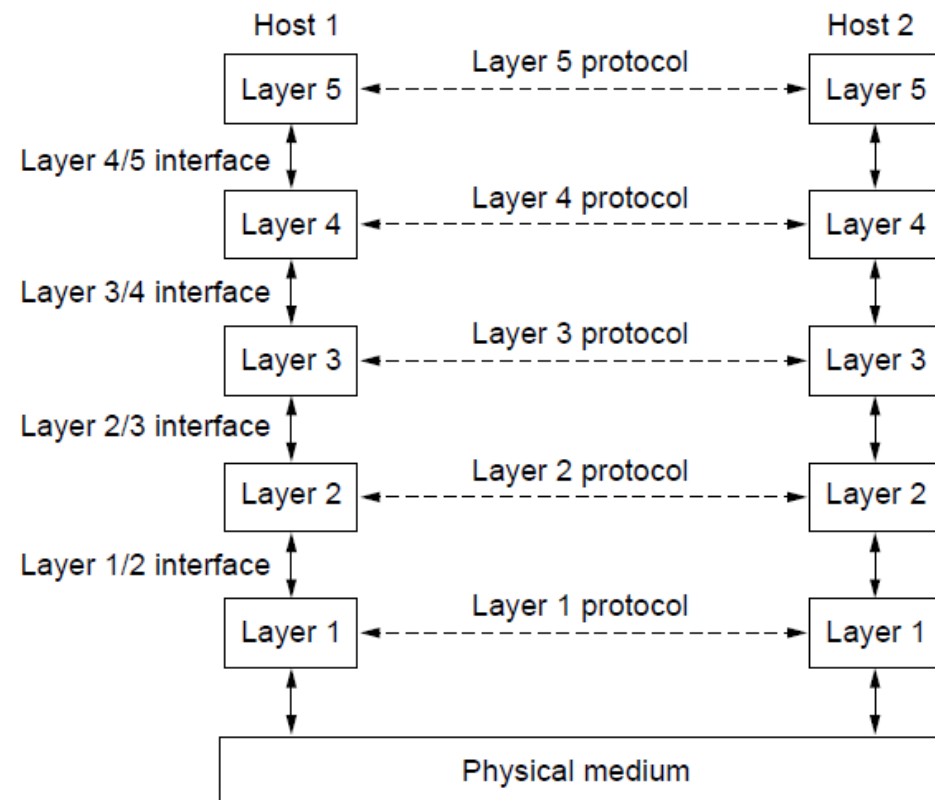 Host 1
Host 2
Layer 5 protocol
Layer 5
Layer 5
Layer 4/5 interface
Layer 4 protocol
Layer 4
Layer 4
Layer 3/4 interface
Layer 3 protocol
Layer 3
Layer 3
Layer 2/3 interface
Layer 2 protocol
Layer 2
Layer 2
Layer 1/2 interface
Layer 1 protocol
Layer 1
Layer 1
Physical medium